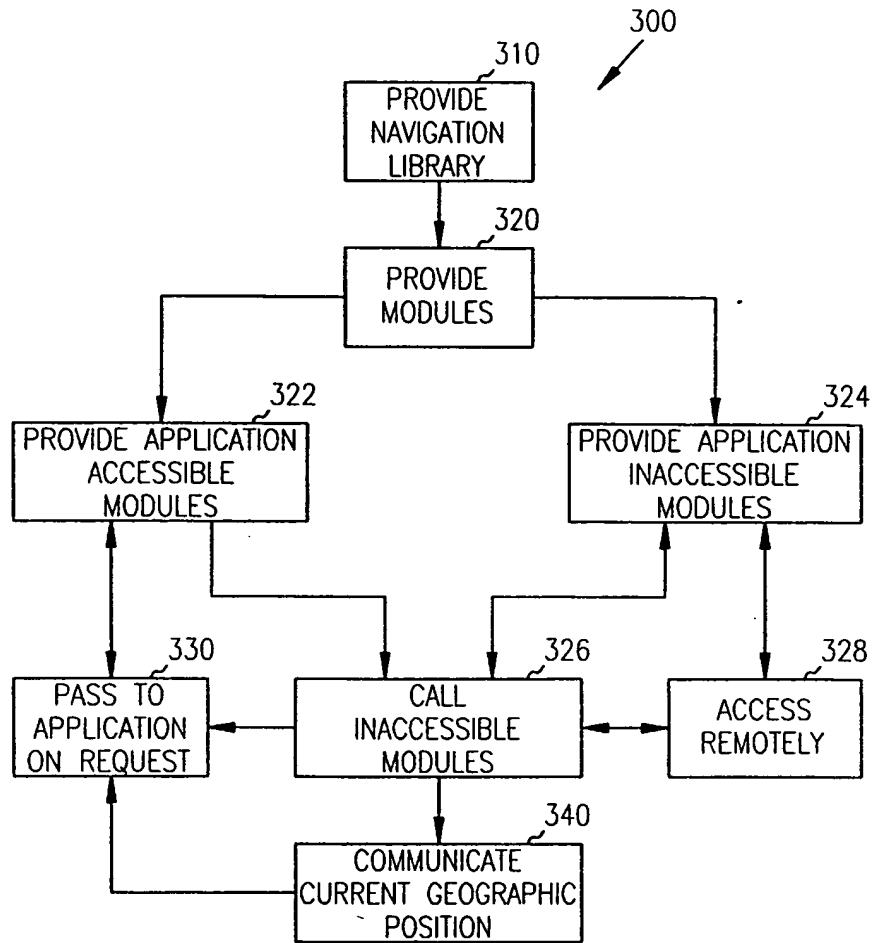 300
310
PROVIDE
NAVIGATION
LIBRARY
320
PROVIDE
MODULES
322
PROVIDE APPLICATION
ACCESSIBLE
MODULES
324
PROVIDE APPLICATION
INACCESSIBLE
MODULES
330
PASS TO
APPLICATION
ON REQUEST
326
CALL
INACCESSIBLE
MODULES
328
ACCESS
REMOTELY
340
COMMUNICATE
CURRENT GEOGRAPHIC
POSITION